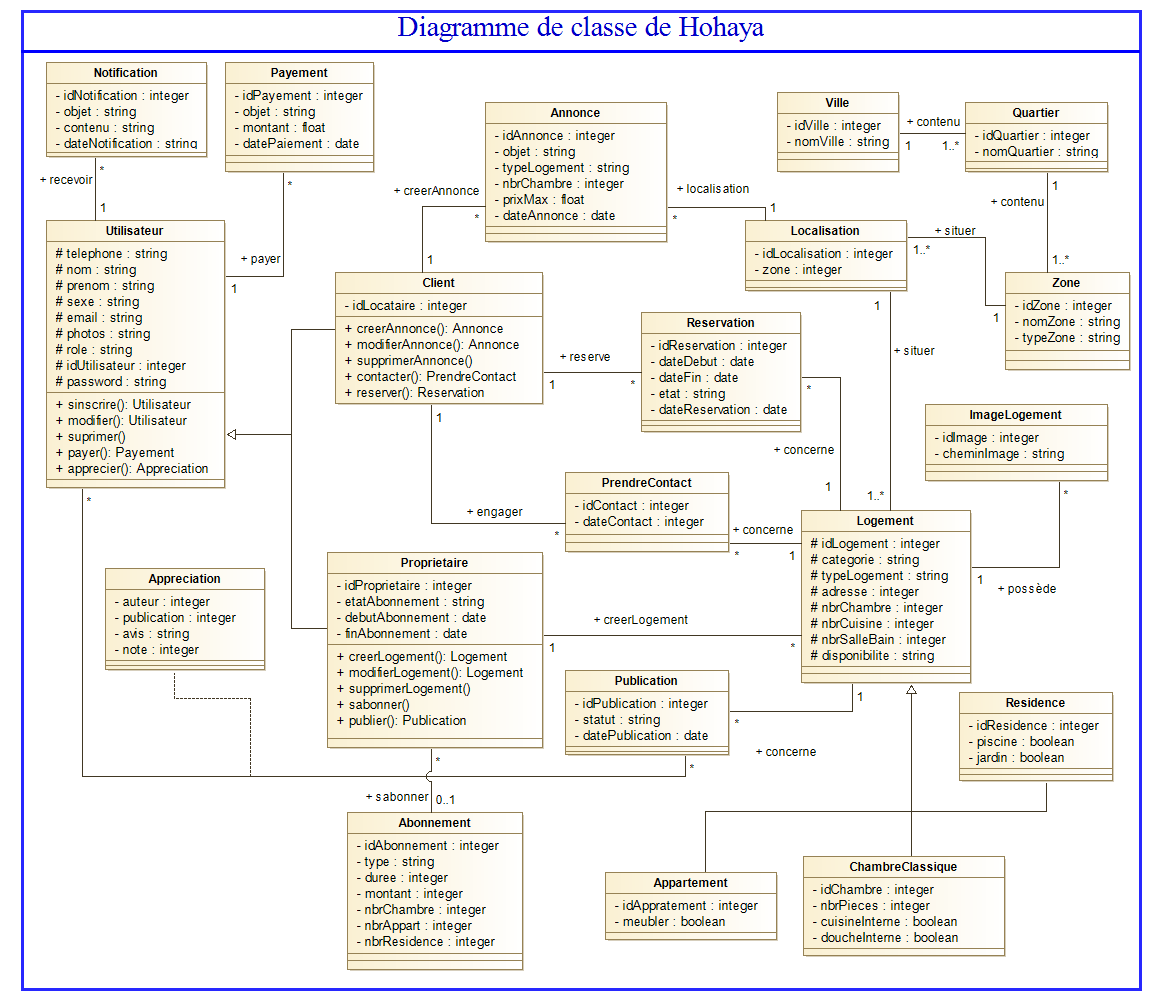 Diagramme de classe de Hohaya
Notification
- idNotification : integer
- objet : string
- contenu : string
- dateNotification : string
Payement
- idPayement : integer
- objet : string
- montant : float
- datePaiement : date
Annonce
- idAnnonce : integer
- objet : string
- typeLogement : string
- nbrChambre : integer
- prixMax : float
- dateAnnonce : date
Ville
- idVille : integer
- nomVille : string
+ contenu
1
1..*
Quartier
- idQuartier : integer
- nomQuartier : string
*
+ recevoir
1
*
+ payer
1
+ creerAnnonce
*
1
+ localisation
*
1
1
+ contenu
1..*
Utilisateur
# telephone : string
# nom : string
# prenom : string
# sexe : string
# email : string
# photos : string
# role : string
# idUtilisateur : integer
# password : string
+ sinscrire(): Utilisateur
+ modifier(): Utilisateur
+ suprimer()
+ payer(): Payement
+ apprecier(): Appreciation
*
Localisation
- idLocalisation : integer
- zone : integer
+ situer
1..*
1
Zone
- idZone : integer
- nomZone : string
- typeZone : string
Client
- idLocataire : integer
+ creerAnnonce(): Annonce
+ modifierAnnonce(): Annonce
+ supprimerAnnonce()
+ contacter(): PrendreContact
+ reserver(): Reservation
+ reserve
1
*
Reservation
- idReservation : integer
- dateDebut : date
- dateFin : date
- etat : string
- dateReservation : date
1
+ situer
1..*
*
+ concerne
1
ImageLogement
- idImage : integer
- cheminImage : string
*
1
+ possède
1
+ engager
*
PrendreContact
- idContact : integer
- dateContact : integer
+ concerne
*
1
Logement
# idLogement : integer
# categorie : string
# typeLogement : string
# adresse : integer
# nbrChambre : integer
# nbrCuisine : integer
# nbrSalleBain : integer
# disponibilite : string
Appreciation
- auteur : integer
- publication : integer
- avis : string
- note : integer
Proprietaire
- idProprietaire : integer
- etatAbonnement : string
- debutAbonnement : date
- finAbonnement : date
+ creerLogement(): Logement
+ modifierLogement(): Logement
+ supprimerLogement()
+ sabonner()
+ publier(): Publication
+ creerLogement
1
*
Publication
- idPublication : integer
- statut : string
- datePublication : date
*
1
+ concerne
*
Residence
- idResidence : integer
- piscine : boolean
- jardin : boolean
*
+ sabonner
0..1
Abonnement
- idAbonnement : integer
- type : string
- duree : integer
- montant : integer
- nbrChambre : integer
- nbrAppart : integer
- nbrResidence : integer
Appartement
- idAppratement : integer
- meubler : boolean
ChambreClassique
- idChambre : integer
- nbrPieces : integer
- cuisineInterne : boolean
- doucheInterne : boolean